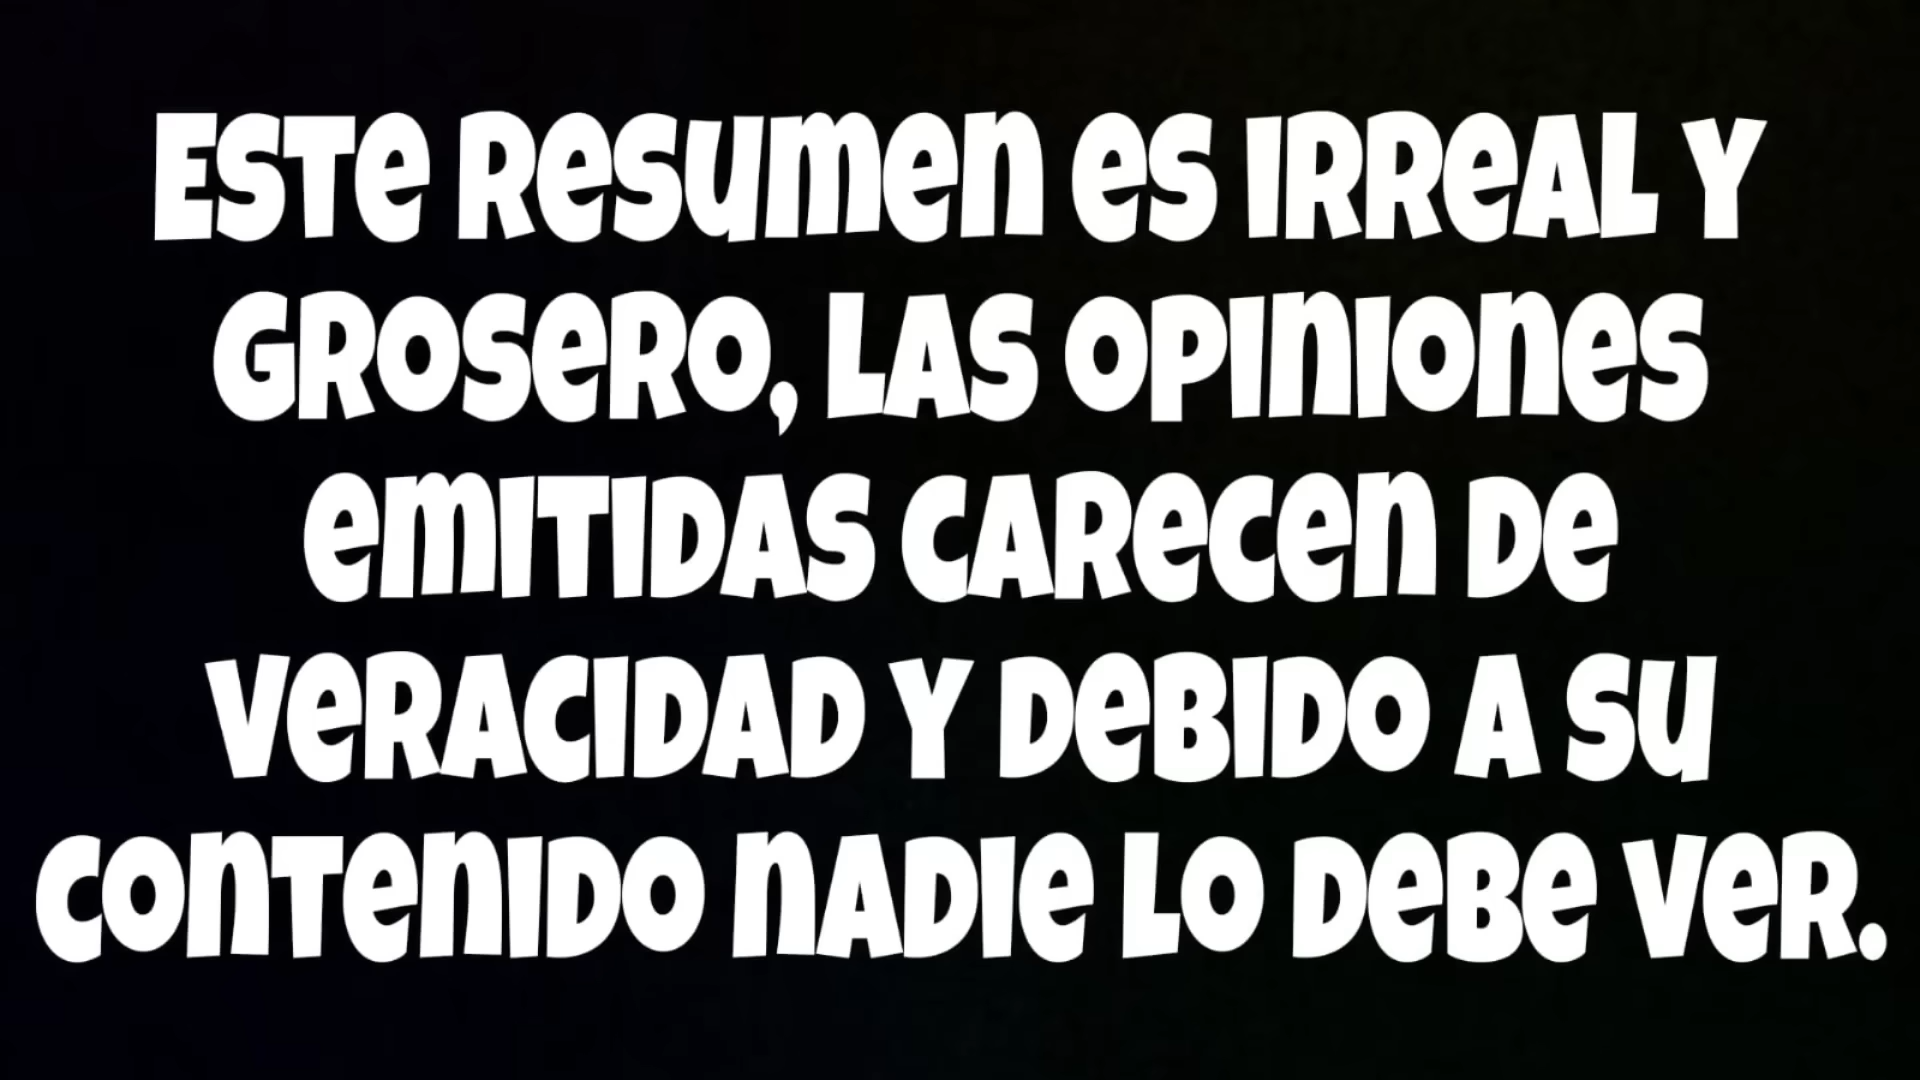 Este resumen es irreal y
grosero, las opiniones
emitidas carecen de
veracidad y debido a su
contenido nadie lo debe ver.